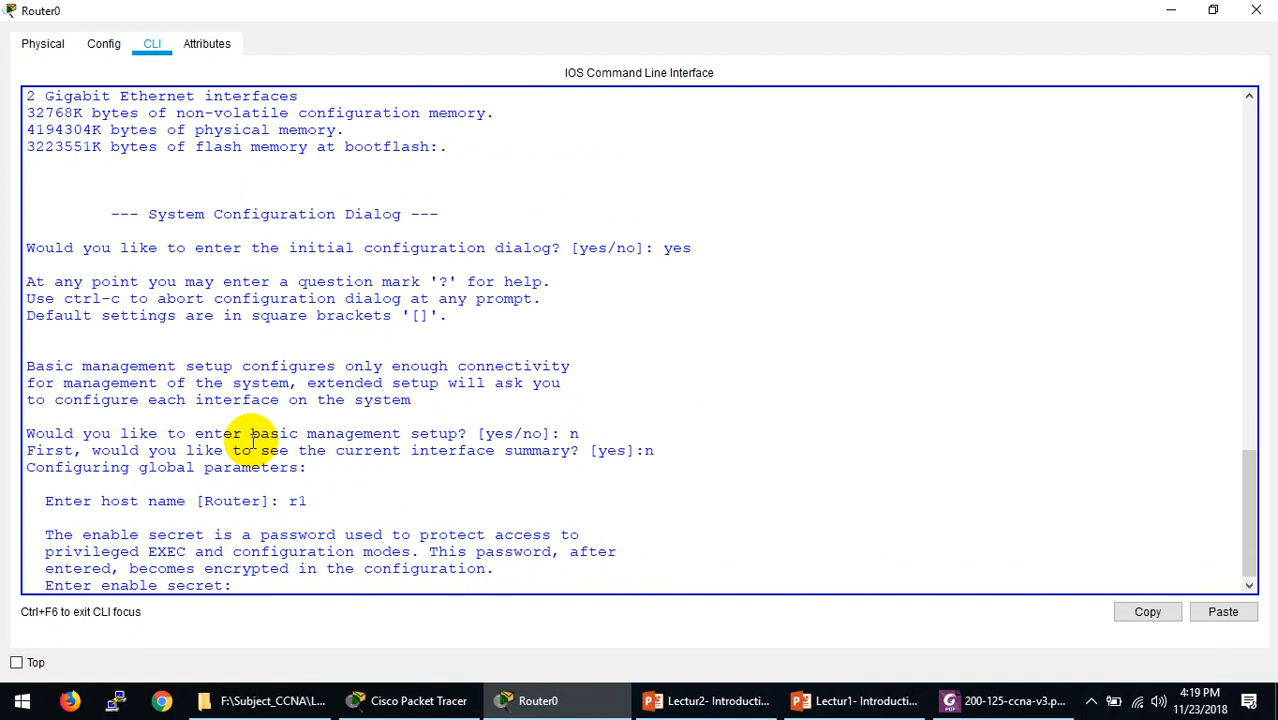 Router0
Physical Config CLI Attributes
IOS Command Line Interface
2 Gigabit Ethernet interfaces
32768K bytes of non-volatile configuration memory.
4194304K bytes of physical memory.
3223551K bytes of flash memory at bootflash:.
--- System Configuration Dialog ---
Would you like to enter the initial configuration dialog? [yes/no]: yes
At any point you may enter a question mark '?' for help.
Use ctrl-c to abort configuration dialog at any prompt.
Default settings are in square brackets '[]'.
Basic management setup configures only enough connectivity
for management of the system, extended setup will ask you
to configure each interface on the system
Would you like to enter basic management setup? [yes/no]: n
First, would you like to see the current interface summary? [yes]:n
Configuring global parameters:
Enter host name [Router]: r1
The enable secret is a password used to protect access to
privileged EXEC and configuration modes. This password, after
entered, becomes encrypted in the configuration.
Enter enable secret:
Ctrl+F6 to exit CLI focus
Copy Paste
Top
F:\Subject_CCNA\L... Cisco Packet Tracer Router0 Lectur2- Introducti... Lectur1- Introducti... 200-125-ccna-v3.p...
4:19 PM
11/23/2018